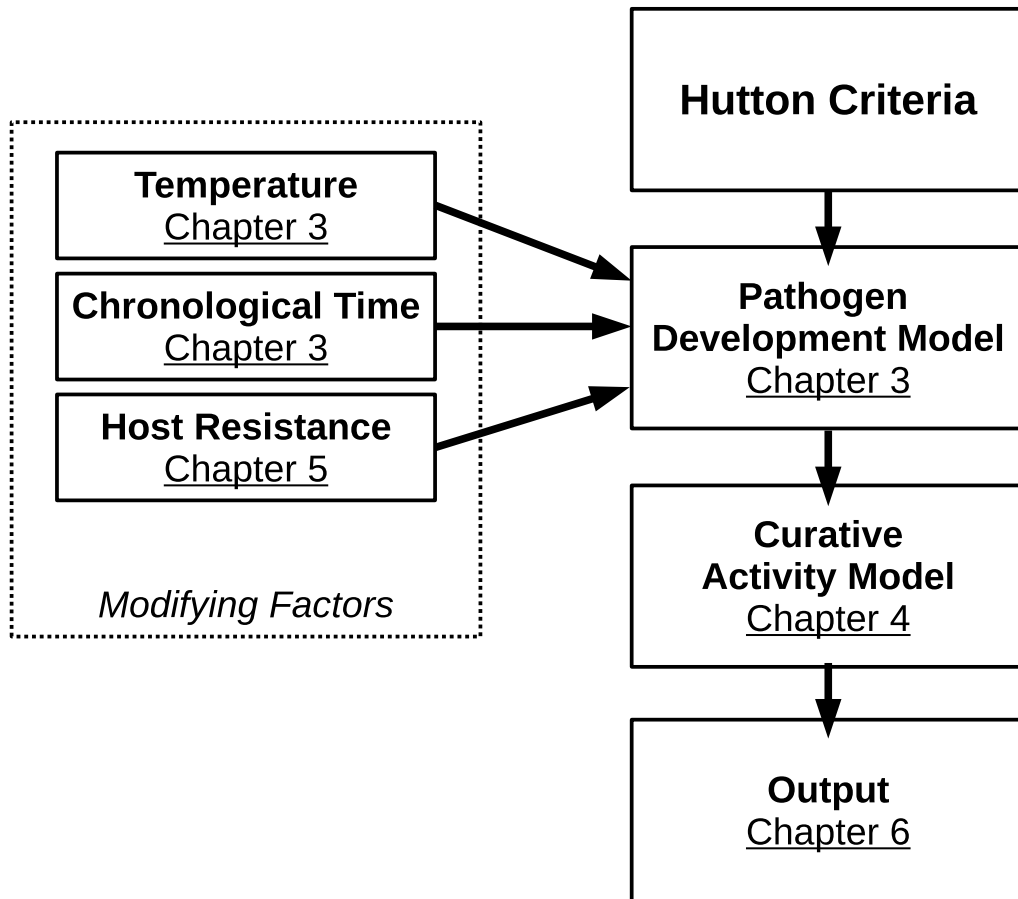 Hutton Criteria
Temperature
Chapter 3
Chronological Time
Chapter 3
Host Resistance
Chapter 5
Modifying Factors
Pathogen
Development Model
Chapter 3
Curative
Activity Model
Chapter 4
Output
Chapter 6